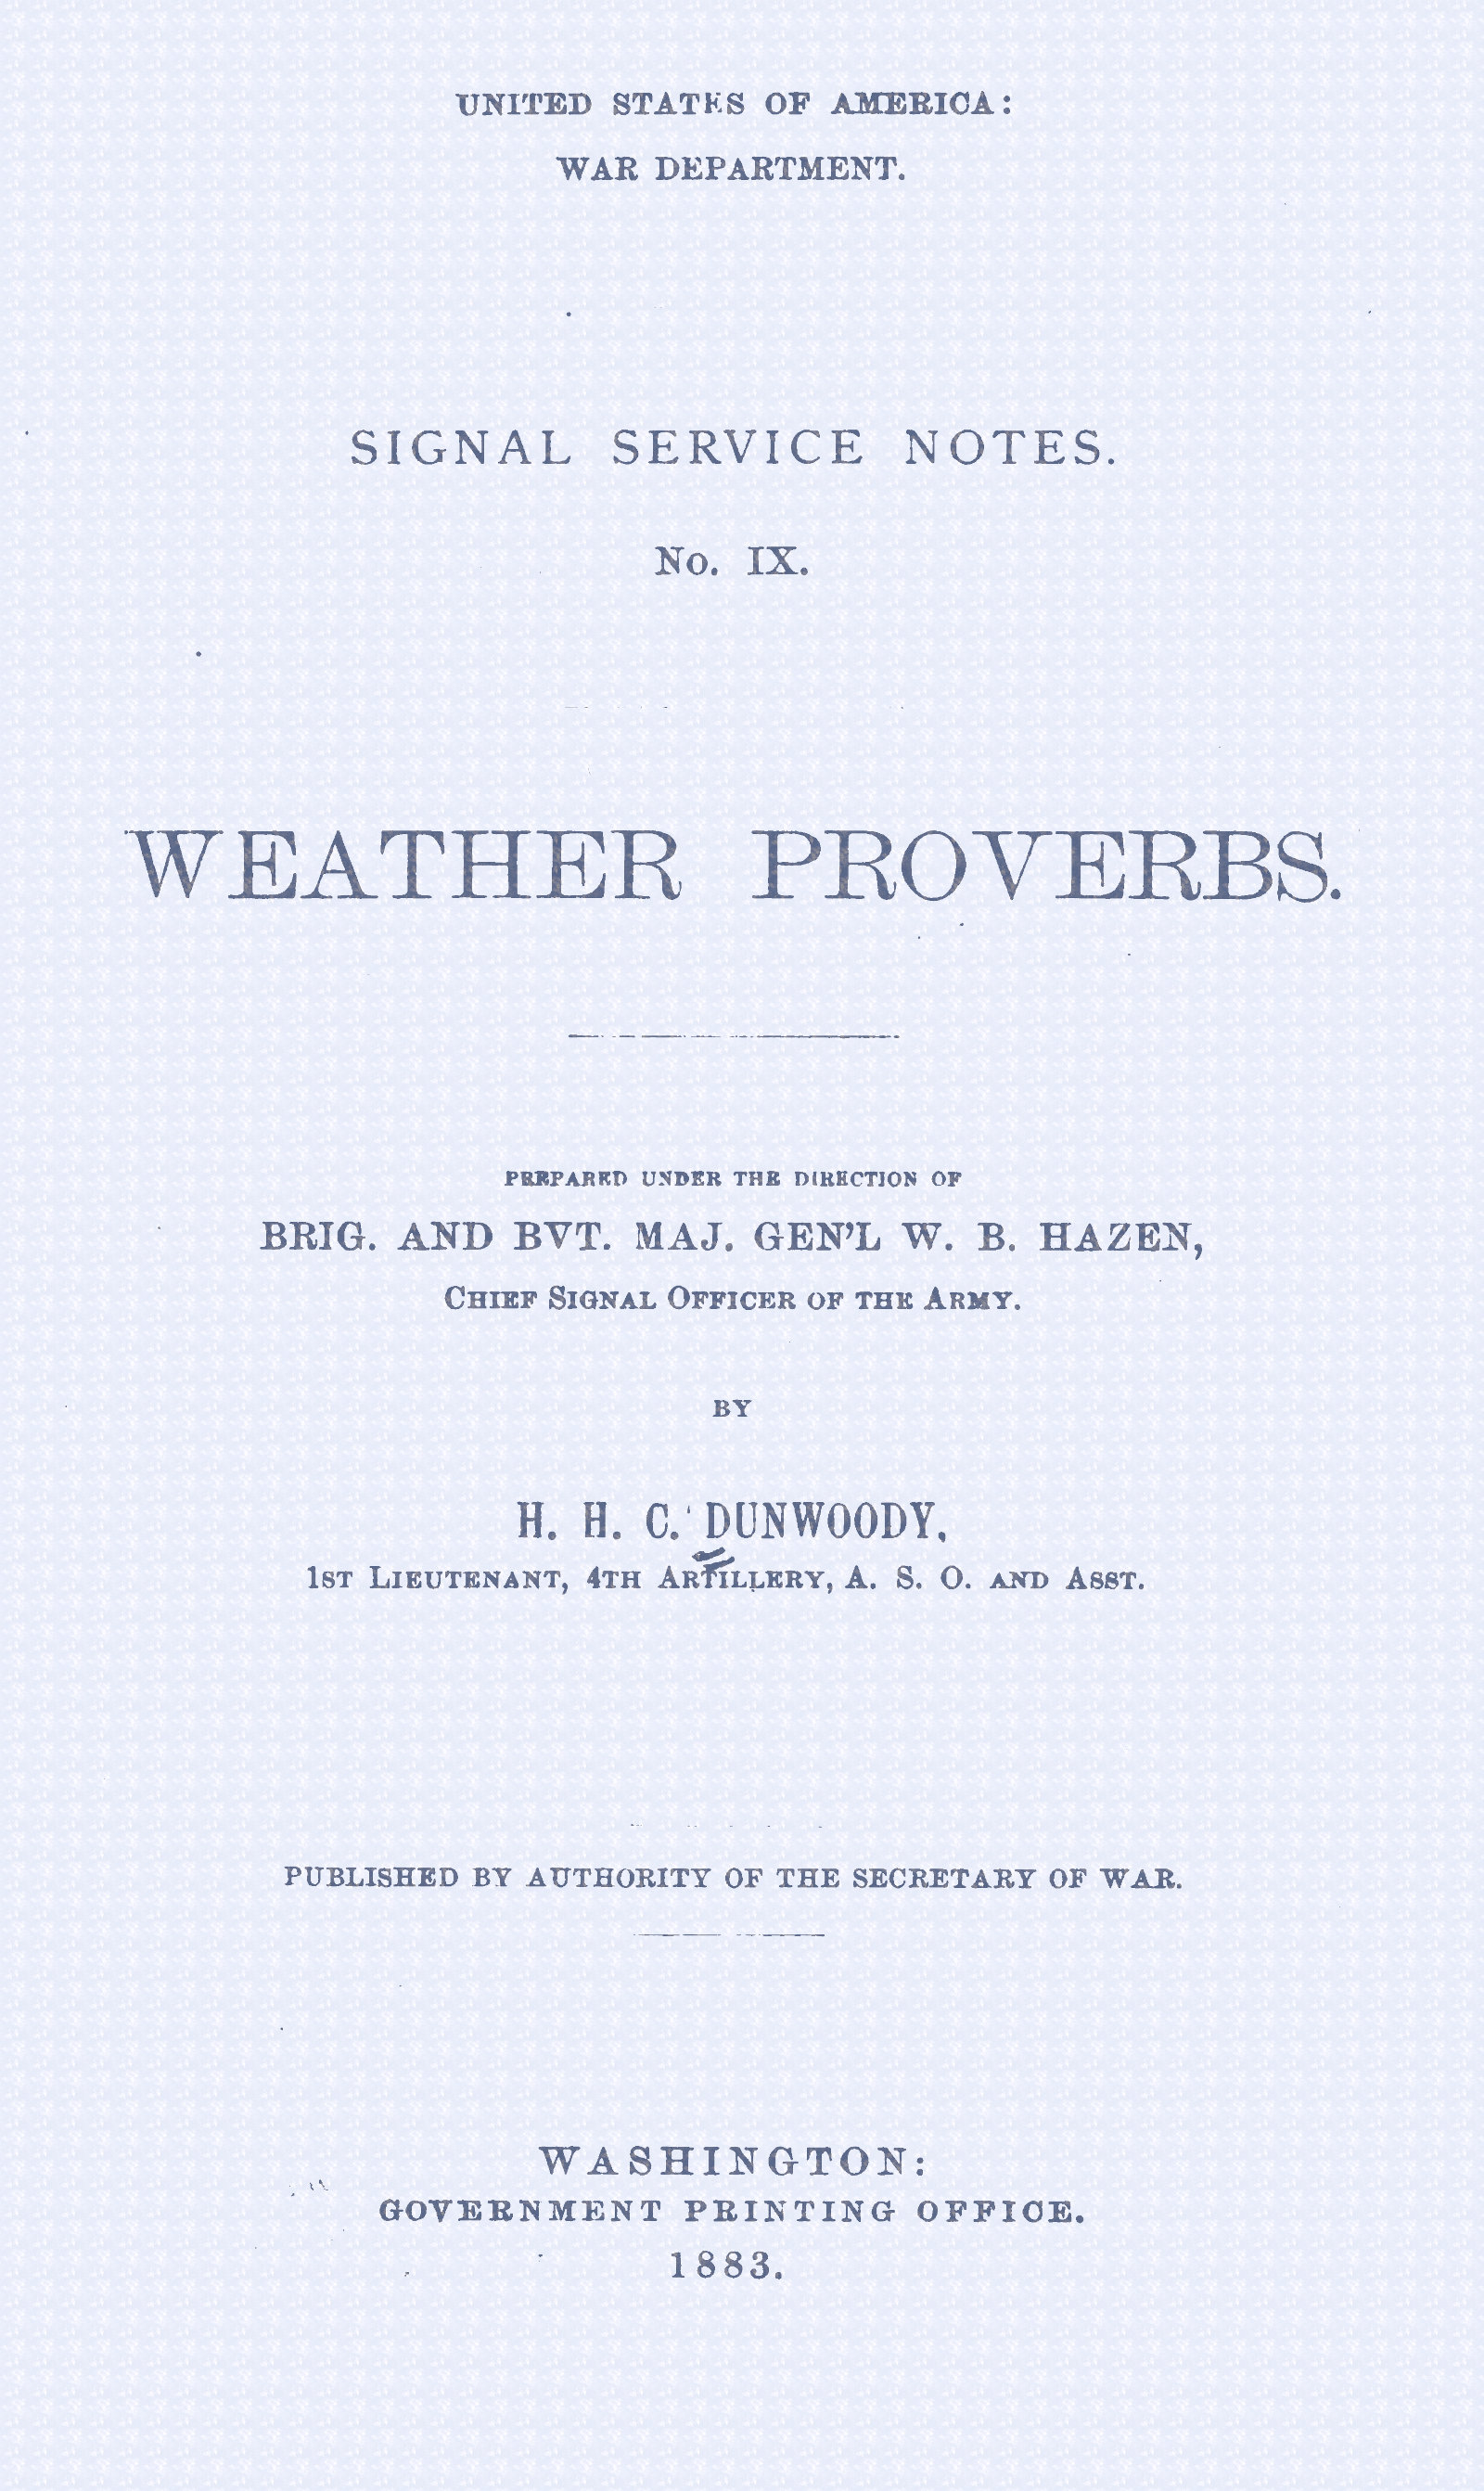 UNITED STATES OF AMERICA:
WAR DEPARTMENT.
SIGNAL SERVICE NOTES.
No. IX.
WEATHER PROVERBS.
PREPARED UNDER THE DIRECTION OF
BRIG. AND BVT. MAJ. GEN'L W. B. HAZEN,
CHIEF SIGNAL OFFICER OF THE ARMY.
BY
H. H. C. DUNWOODY,
1ST LIEUTENANT, 4TH ARTILLERY, A. S. O. AND ASST.
PUBLISHED BY AUTHORITY OF THE SECRETARY OF WAR.
WASHINGTON:
GOVERNMENT PRINTING OFFICE.
1883.